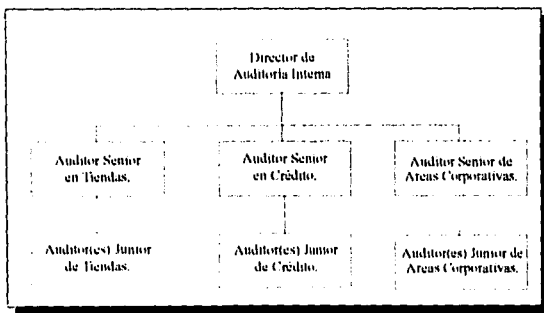 Director de
Auditoría Interna
Auditor Senior
en Tiendas.
Auditor Senior
en Crédito.
Auditor Senior de
Areas Corporativas.
Auditor(es) Junior
de Tiendas.
Auditor(es) Junior
de Crédito.
Auditor(es) Junior de
Areas Corporativas.